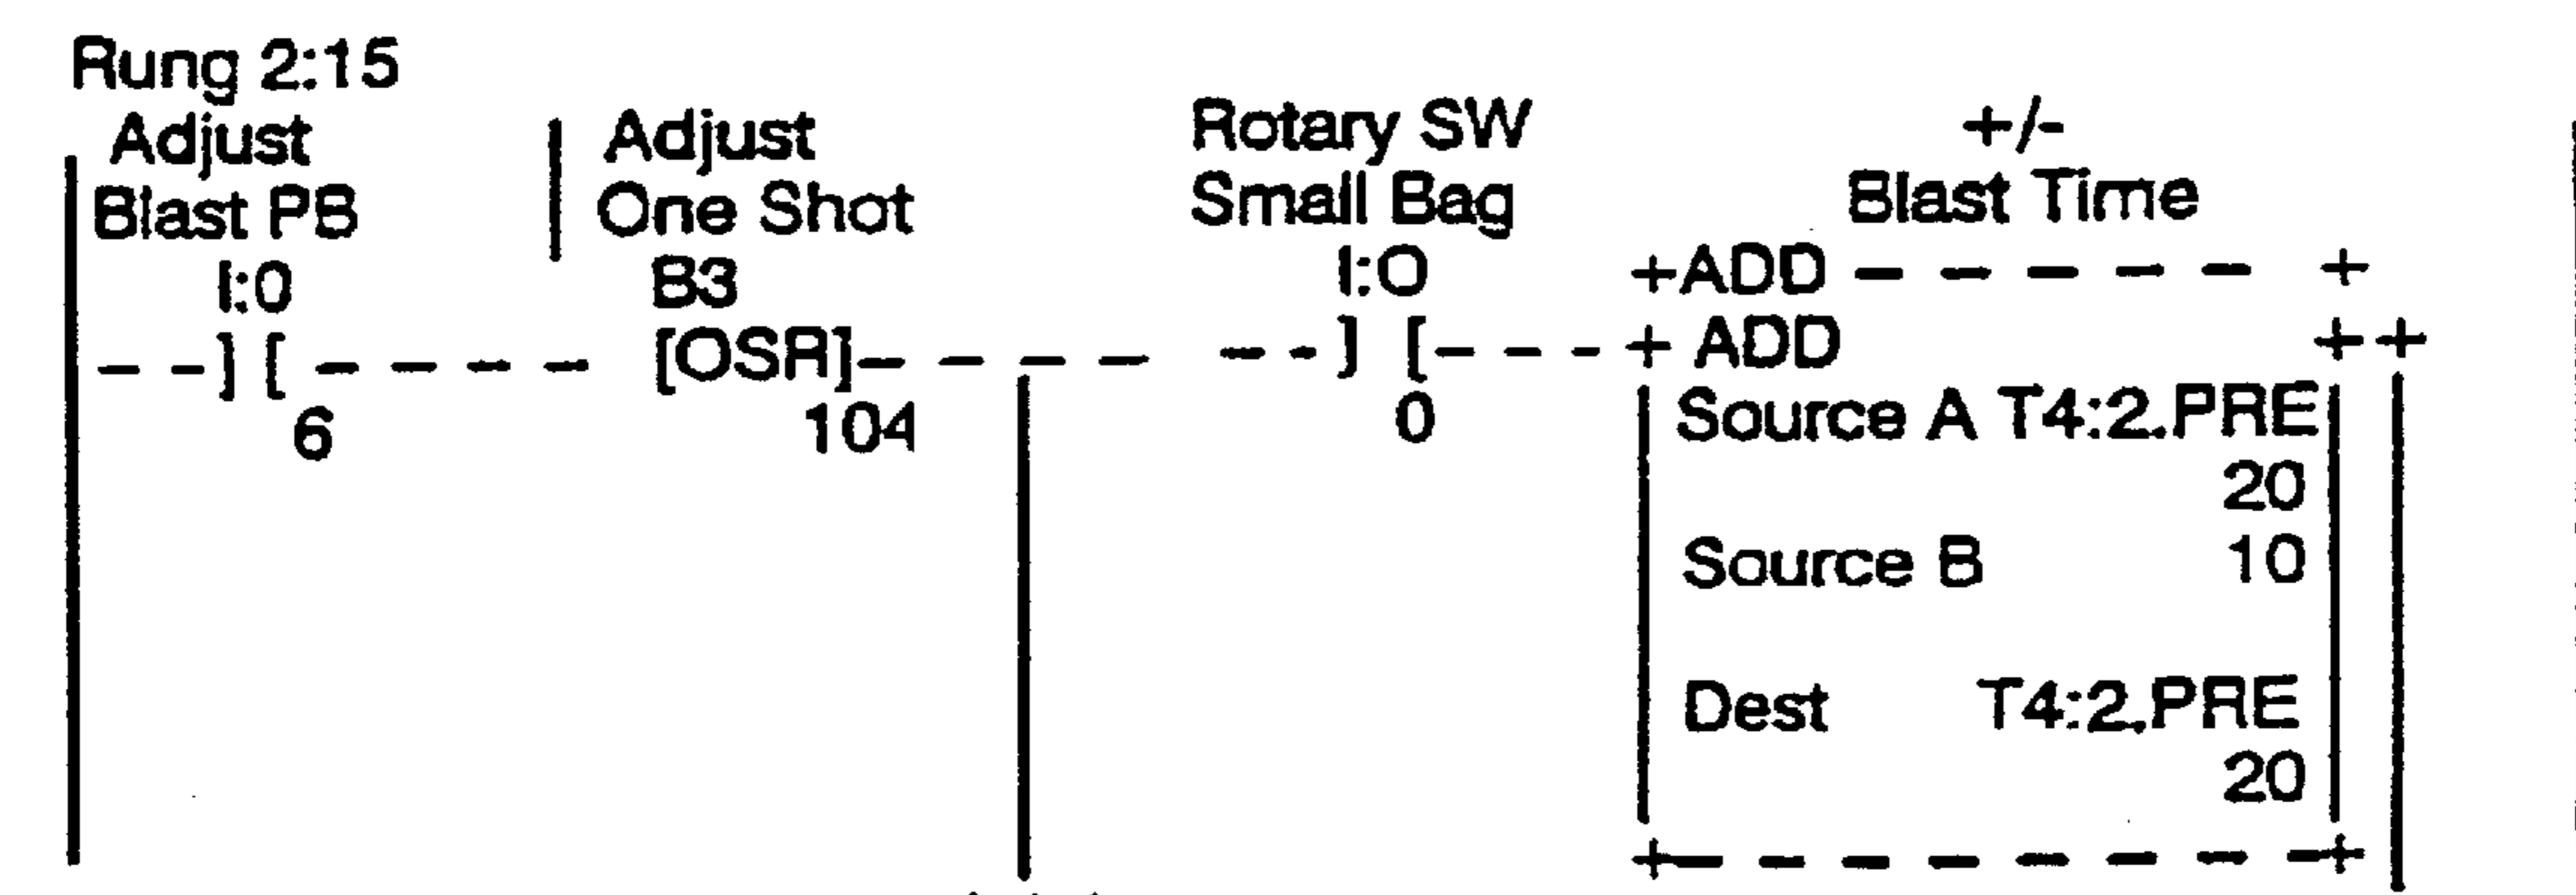 Rung 2:15
Adjust | Adjust Rotary SW +/-
Blast PB One Shot Small Bag Blast Time
I:0 B3 I:O +ADD - - - - - +
- -] [ - - - - [OSR]- - - - - -] [- - -+ ADD ++
6 104 0 Source A T4:2.PRE
20
Source B 10
Dest T4:2.PRE
20
+- - - - - - - -+